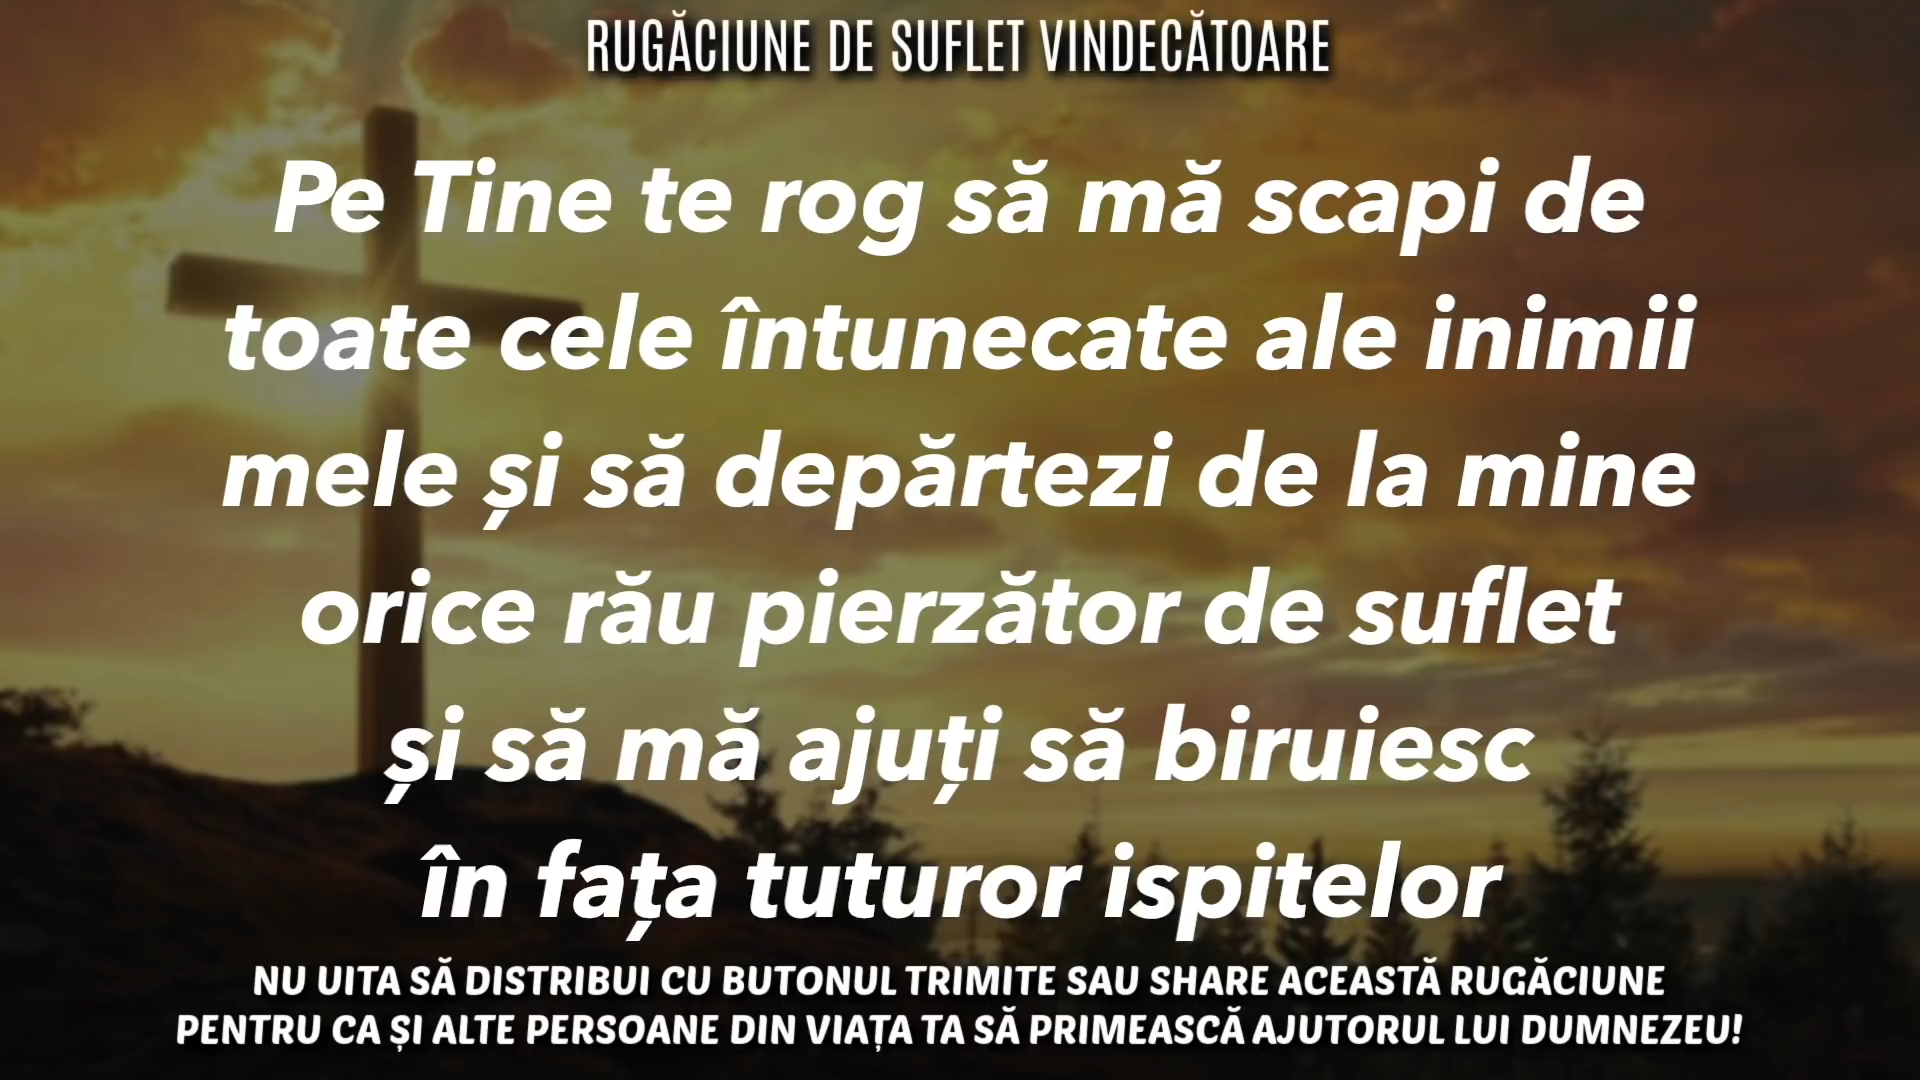 RUGĂCIUNE DE SUFLET VINDECĂTOARE
Pe Tine te rog să mă scapi de
toate cele întunecate ale inimii
mele și să depărtezi de la mine
orice rău pierzător de suflet
și să mă ajuți să biruiesc
în fața tuturor ispitelor
NU UITA SĂ DISTRIBUI CU BUTONUL TRIMITE SAU SHARE ACEASTĂ RUGĂCIUNE
PENTRU CA ȘI ALTE PERSOANE DIN VIAȚA TA SĂ PRIMEASCĂ AJUTORUL LUI DUMNEZEU!